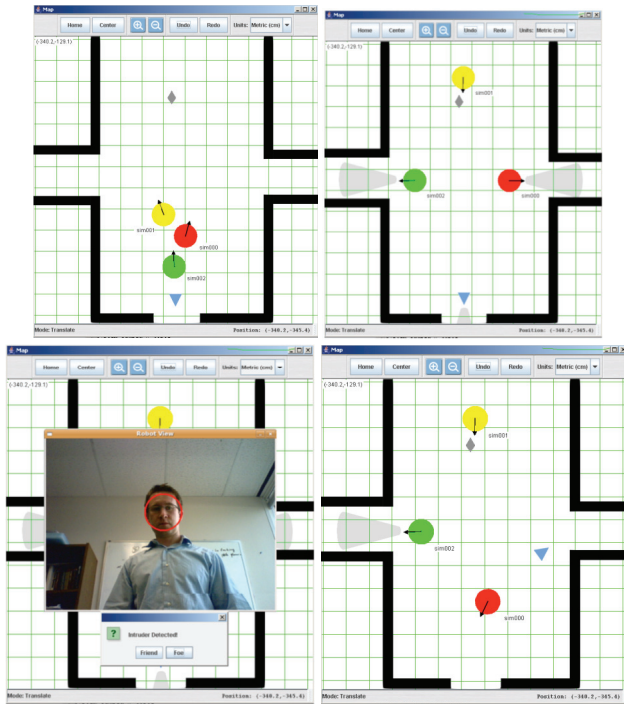 Map
Home Center Undo Redo Units: Metric (cm)
(-340.2,-129.1)
sim001
sim000
sim002
Mode: Translate Position: (-340.2,-345.4)
Map
Home Center Undo Redo Units: Metric (cm)
(-340.2,-129.1)
sim001
sim002
sim000
Mode: Translate Position: (-340.2,-345.4)
Map
Home Center Undo Redo Units: Metric (cm)
(-340.2,-129.1)
Robot View
Intruder Detected!
Friend Foe
Mode: Translate Position: (-340.2,-345.4)
Map
Home Center Undo Redo Units: Metric (cm)
(-340.2,-129.1)
sim001
sim002
sim000
Mode: Translate Position: (-340.2,-345.4)